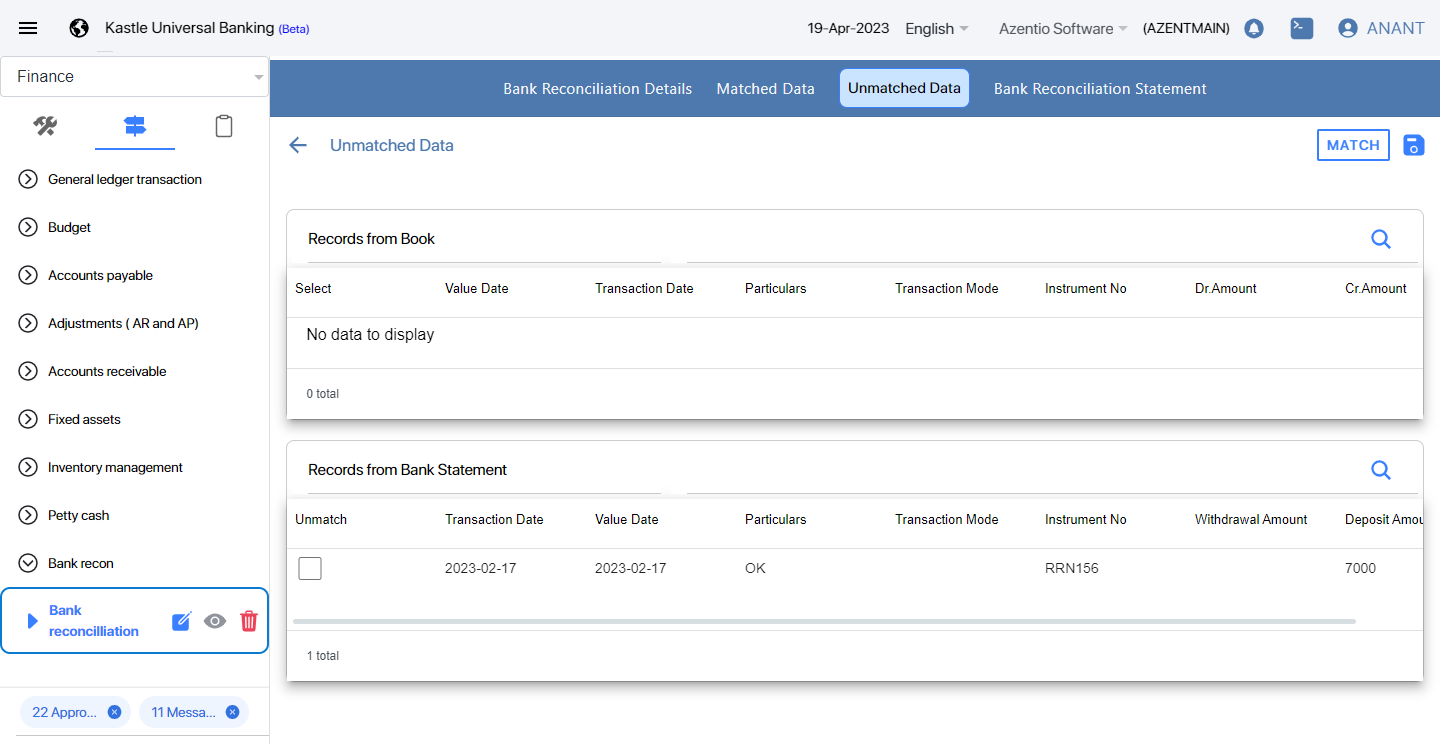 Kastle Universal Banking (Beta)
19-Apr-2023 English Azentio Software (AZENTMAIN) ANANT
Finance
Bank Reconciliation Details Matched Data Unmatched Data Bank Reconciliation Statement
Unmatched Data MATCH
General ledger transaction
Budget
Accounts payable
Adjustments ( AR and AP)
Accounts receivable
Fixed assets
Inventory management
Petty cash
Bank recon
Bank
reconcilliation
22 Appro... 11 Messa...
Records from Book
Select Value Date Transaction Date Particulars Transaction Mode Instrument No Dr.Amount Cr.Amount
No data to display
0 total
Records from Bank Statement
Unmatch Transaction Date Value Date Particulars Transaction Mode Instrument No Withdrawal Amount Deposit Amou
2023-02-17 2023-02-17 OK RRN156 7000
1 total